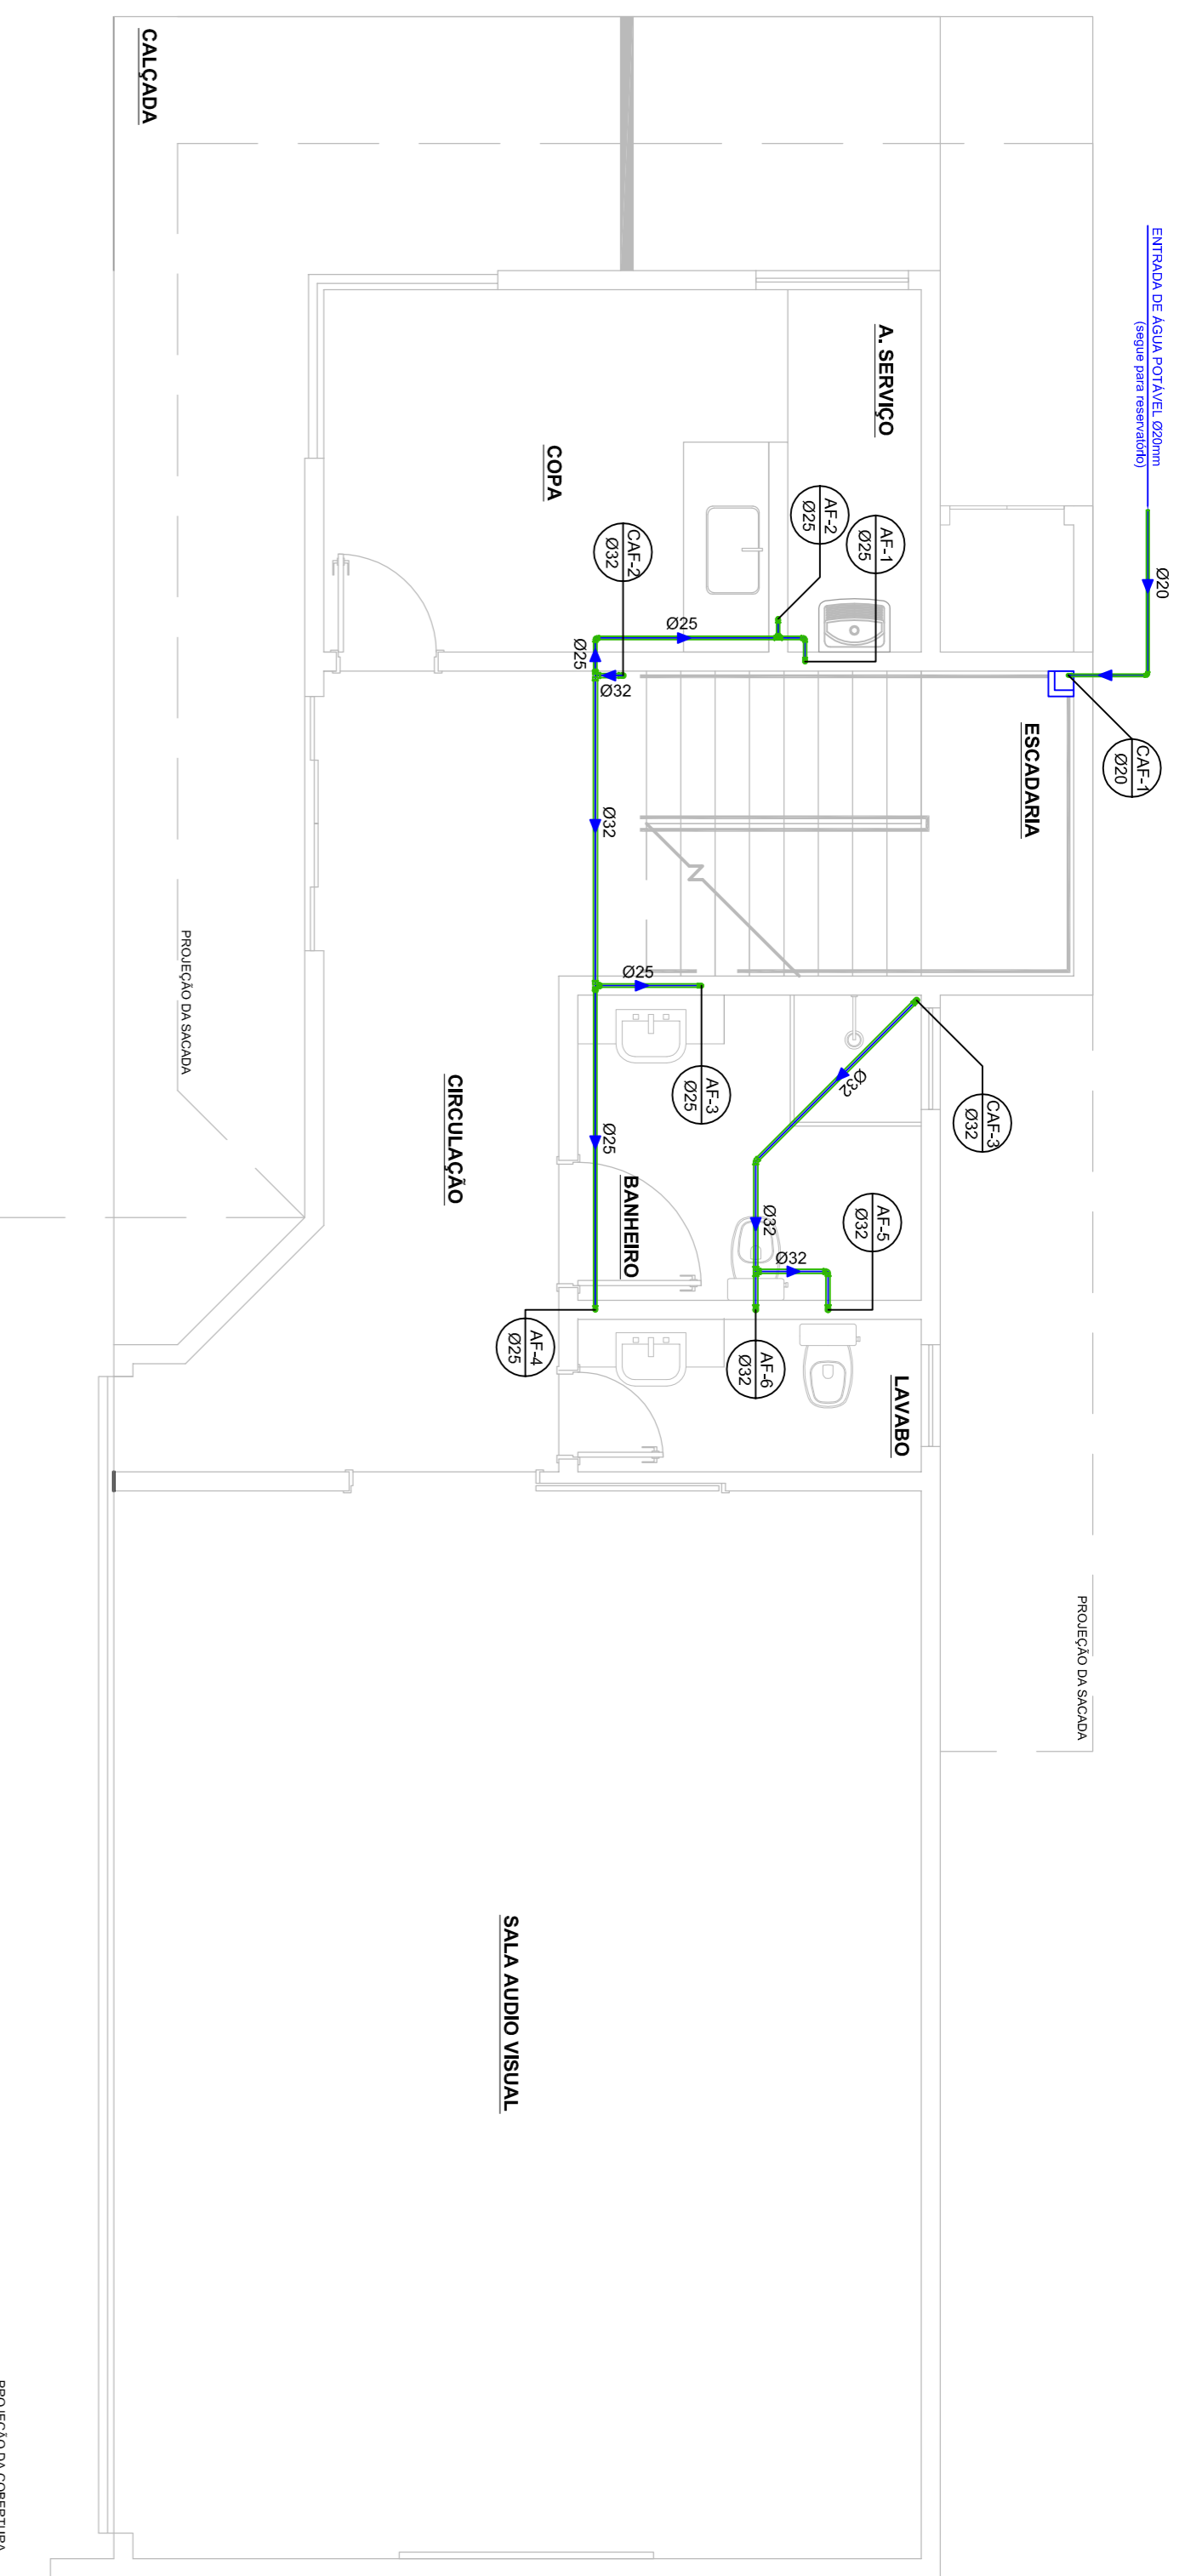 CALÇADA
ENTRADA DE ÁGUA POTÁVEL Ø20mm
(segue para reservatório)
Ø20
A. SERVIÇO
COPA
AF-2
Ø25
AF-1
Ø25
CAF-2
Ø32
Ø25
Ø25
Ø32
ESCADARIA
CAF-1
Ø20
Ø32
PROJEÇÃO DA SACADA
Ø25
CIRCULAÇÃO
AF-3
Ø25
Ø32
CAF-3
Ø32
Ø25
BANHEIRO
Ø32
AF-5
Ø32
Ø32
AF-4
Ø25
AF-6
Ø32
LAVABO
PROJEÇÃO DA SACADA
SALA AUDIO VISUAL
PROJEÇÃO DA COBERTURA